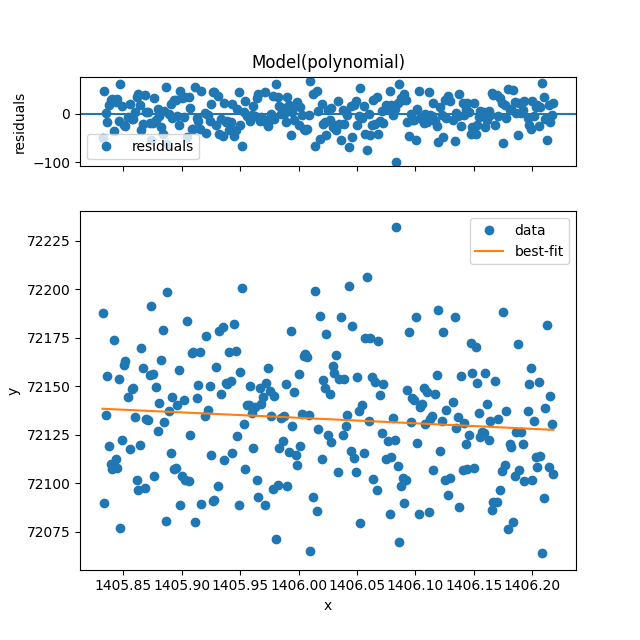 Model(polynomial)
residuals
0
−100
residuals
72225
72200
72175
72150
72125
72100
72075
y
data
best-fit
1405.85 1405.90 1405.95 1406.00 1406.05 1406.10 1406.15 1406.20
x